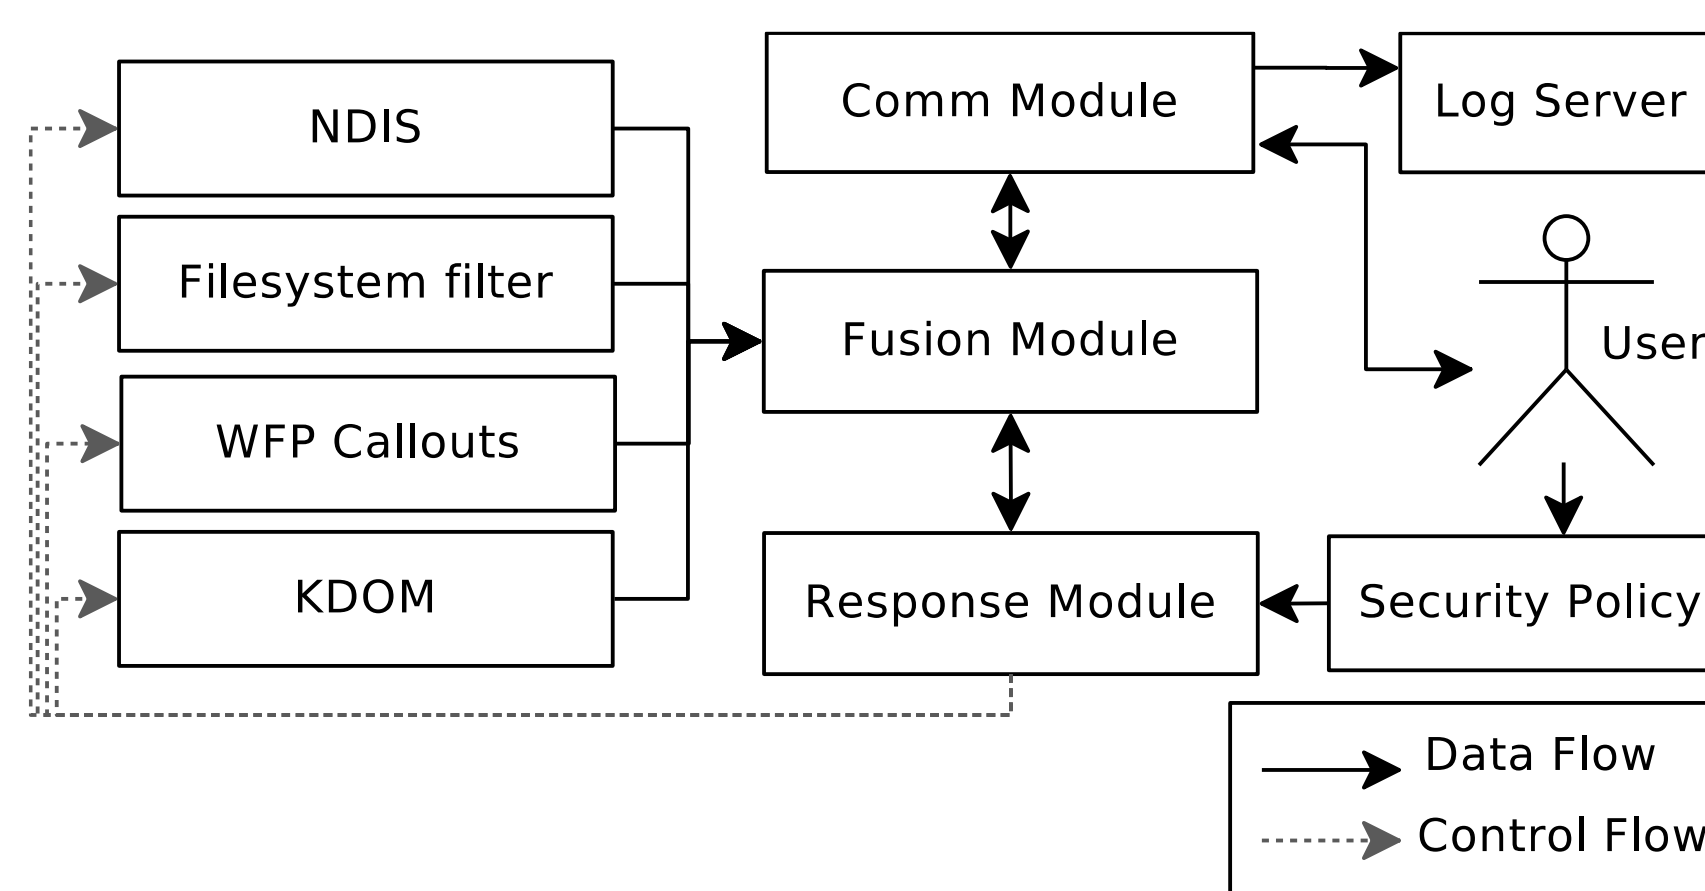 NDIS
Filesystem filter
WFP Callouts
KDOM
Comm Module
Fusion Module
Response Module
Log Server
User
Security Policy
Data Flow
Control Flow